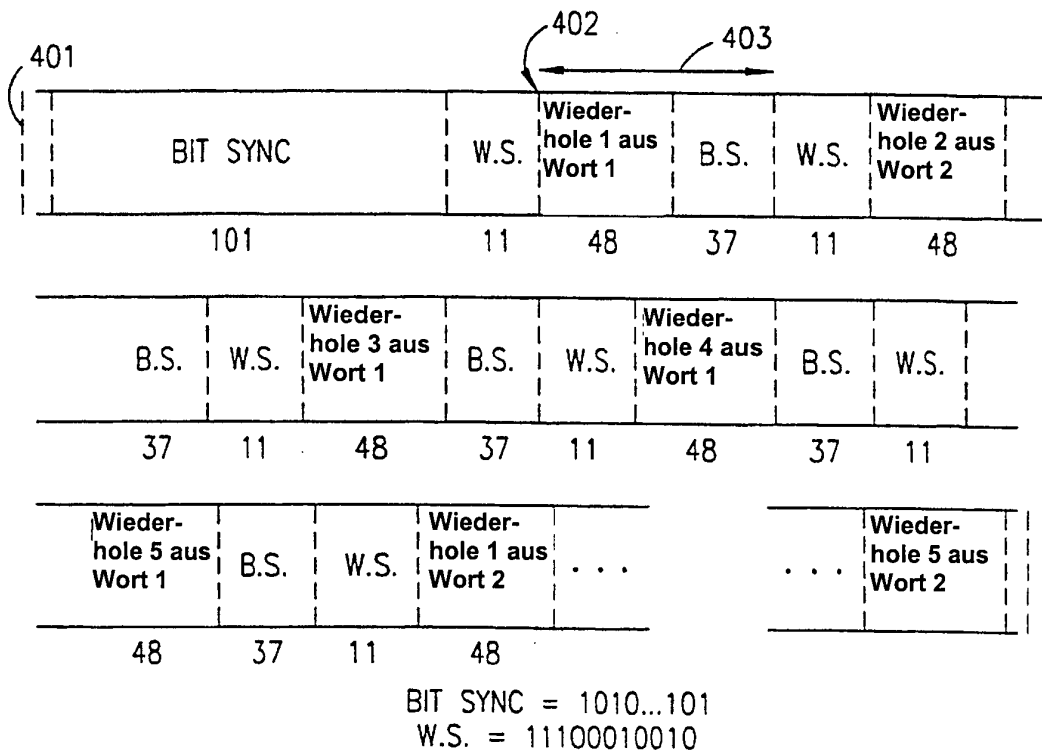 401
402
403
BIT SYNC
W.S.
Wieder-
hole 1 aus
Wort 1
B.S.
W.S.
Wieder-
hole 2 aus
Wort 2
101
11
48
37
11
48
B.S.
W.S.
Wieder-
hole 3 aus
Wort 1
B.S.
W.S.
Wieder-
hole 4 aus
Wort 1
B.S.
W.S.
37
11
48
37
11
48
37
11
Wieder-
hole 5 aus
Wort 1
B.S.
W.S.
Wieder-
hole 1 aus
Wort 2
. . .
. . .
Wieder-
hole 5 aus
Wort 2
48
37
11
48
BIT SYNC = 1010...101
W.S. = 11100010010